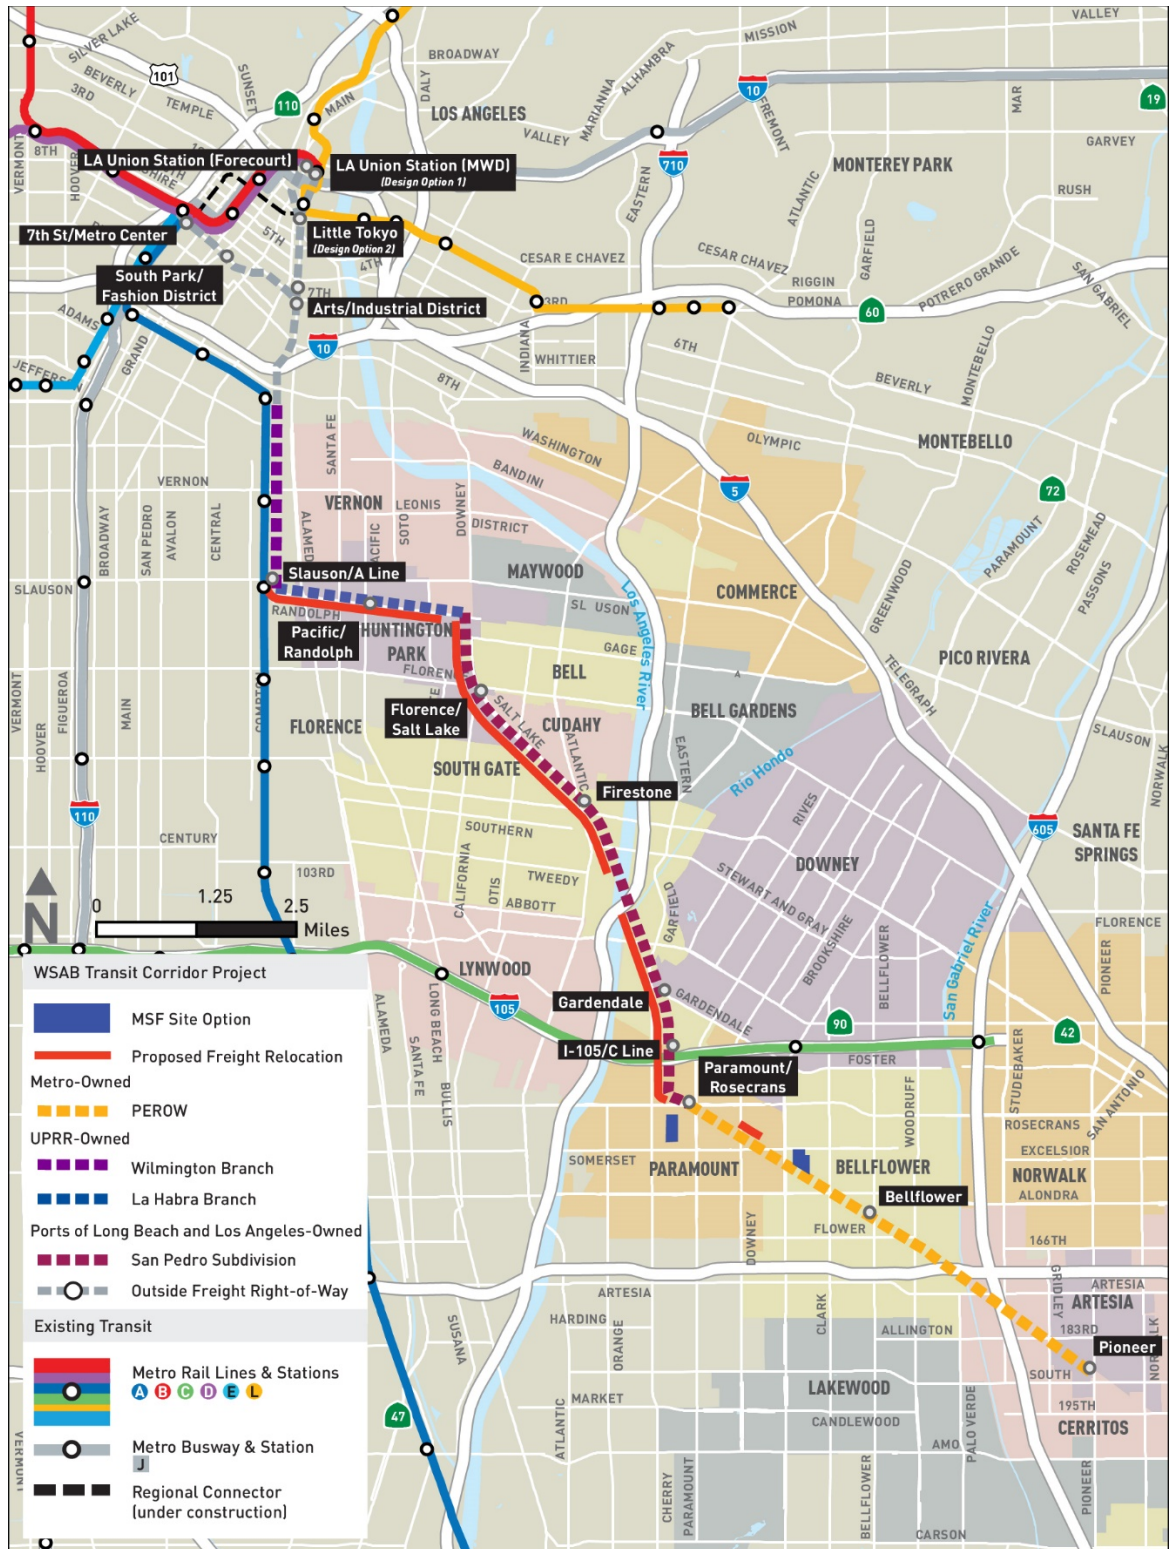 VALLEY
MISSION
SILVER LAKE
101
BEVERLY
3RD
TEMPLE
SUNSET
110
MAIN
BROADWAY
DALY
LOS ANGELES
VALLEY
MARIANNA
ALHAMBRA
10
FREMONT
MAR
19
GARVEY
710
EASTERN
MONTEREY PARK
ATLANTIC
RUSH
GARFIELD
VERMONT
8TH
HOOVER
LA Union Station (Forecourt)
LA Union Station (MWD)
(Design Option 1)
7th St/Metro Center
5TH
Little Tokyo
(Design Option 2)
4TH
CESAR E CHAVEZ
CESAR CHAVEZ
RIGGIN
POMONA
POTRERO GRANDE
SAN GABRIEL
South Park/
Fashion District
7TH
Arts/Industrial District
3RD
60
ADAMS
GRAND
JEFFERSON
10
INDIANA
WHITTIER
6TH
8TH
BEVERLY
MONTEBELLO
SANTA FE
WASHINGTON
BANDINI
OLYMPIC
MONTEBELLO
5
72
VERNON
VERNON
LEONIS
DISTRICT
SOTO
DOWNEY
PARAMOUNT
ROSEMEAD
PASSONS
BROADWAY
MAIN
SAN PEDRO
AVALON
CENTRAL
SLAUSON
Slauson/A Line
MAYWOOD
COMMERCE
GREENWOOD
Los Angeles River
RANDOLPH
Pacific/
Randolph
HUNTINGTON
PARK
GAGE
BELL
PICO RIVERA
TELEGRAPH
VERMONT
HOOVER
FIGUEROA
MAIN
COMPTON
FLORENCE
Florence/
Salt Lake
SALT LAKE
CUDAHY
ATLANTIC
BELL GARDENS
EASTERN
Rio Hondo
SLAUSON
NORWALK
SOUTH GATE
Firestone
110
CENTURY
SOUTHERN
RIVES
DOWNEY
605
SANTA FE
SPRINGS
103RD
CALIFORNIA
OTIS
TWEEDY
ABBOTT
STEWART AND GRAY
GARFIELD
BROOKSHIRE
BELLFLOWER
San Gabriel River
FLORENCE
PIONEER
N
0
1.25
2.5
Miles
LYNWOOD
105
Gardendale
GARDENDALE
90
42
I-105/C Line
FOSTER
Paramount/
Rosecrans
STUDEBAKER
SAN ANTONIO
ALAMEDA
SANTA FE
LONG BEACH
BULLIS
WOODRUFF
ROSECRANS
EXCELSIOR
SOMERSET
PARAMOUNT
BELLFLOWER
NORWALK
ALONDRA
Bellflower
DOWNEY
FLOWER
166TH
GRIDLEY
ARTESIA
ARTESIA
ARTESIA
HARDING
ORANGE
CLARK
ALLINGTON
183RD
Pioneer
SUSANA
SOUTH
LAKEWOOD
MARKET
CANDLEWOOD
195TH
CERRITOS
47
ATLANTIC
AMO
PALO VERDE
CHERRY
PARAMOUNT
BELLFLOWER
PIONEER
CARSON
WSAB Transit Corridor Project
MSF Site Option
Proposed Freight Relocation
Metro-Owned
PEROW
UPRR-Owned
Wilmington Branch
La Habra Branch
Ports of Long Beach and Los Angeles-Owned
San Pedro Subdivision
Outside Freight Right-of-Way
Existing Transit
Metro Rail Lines & Stations
A B C D E L
Metro Busway & Station
J
Regional Connector
(under construction)